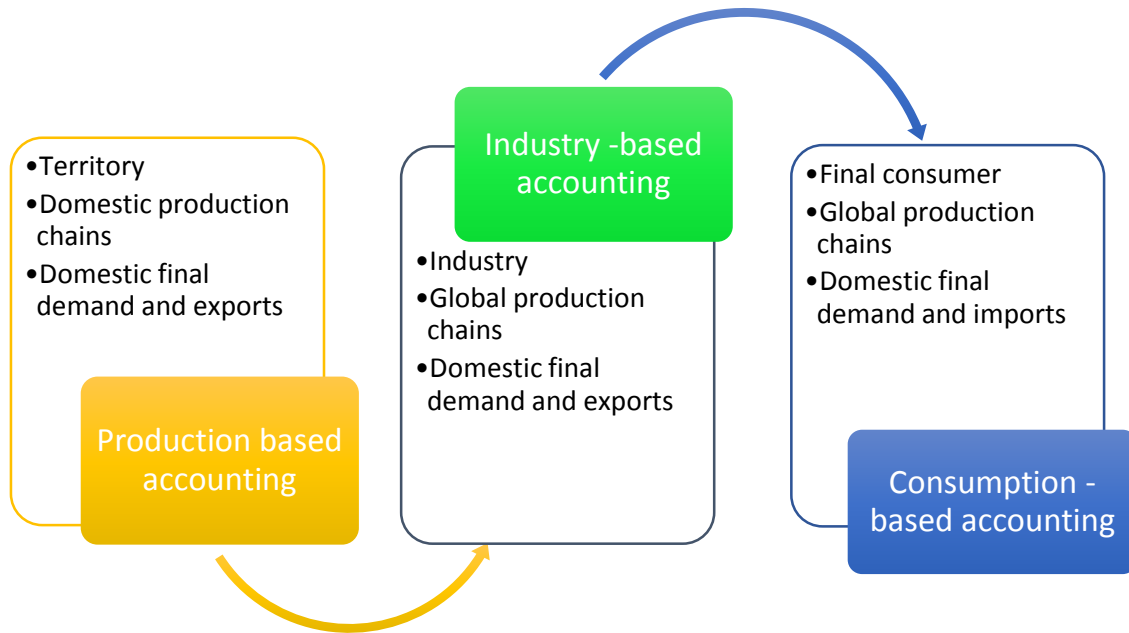 •Territory
•Domestic production
chains
•Domestic final
demand and exports
Production based
accounting
Industry -based
accounting
•Industry
•Global production
chains
•Domestic final
demand and exports
•Final consumer
•Global production
chains
•Domestic final
demand and imports
Consumption -
based accounting